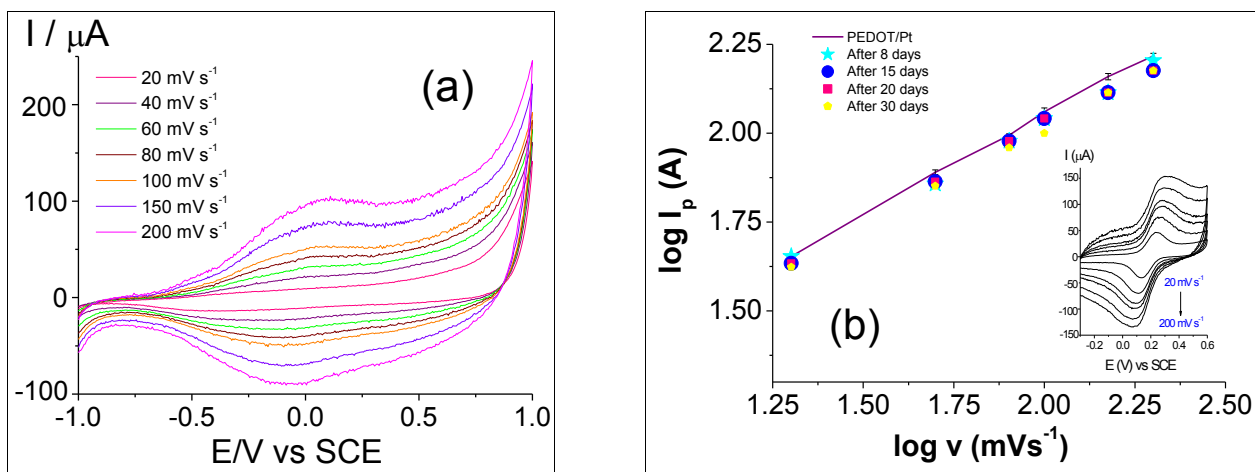 I / μA
(a)
20 mV s⁻¹
40 mV s⁻¹
60 mV s⁻¹
80 mV s⁻¹
100 mV s⁻¹
150 mV s⁻¹
200 mV s⁻¹
200
100
0
-100
-1.0 -0.5 0.0 0.5 1.0
E/V vs SCE
PEDOT/Pt
After 8 days
After 15 days
After 20 days
After 30 days
log Iₚ (A)
2.25
2.00
1.75
1.50
1.25 1.50 1.75 2.00 2.25 2.50
log ν (mVs⁻¹)
(b)
I (μA)
150
100
50
0
-50
-100
-150
20 mV s⁻¹
200 mV s⁻¹
-0.2 0.0 0.2 0.4 0.6
E (V) vs SCE